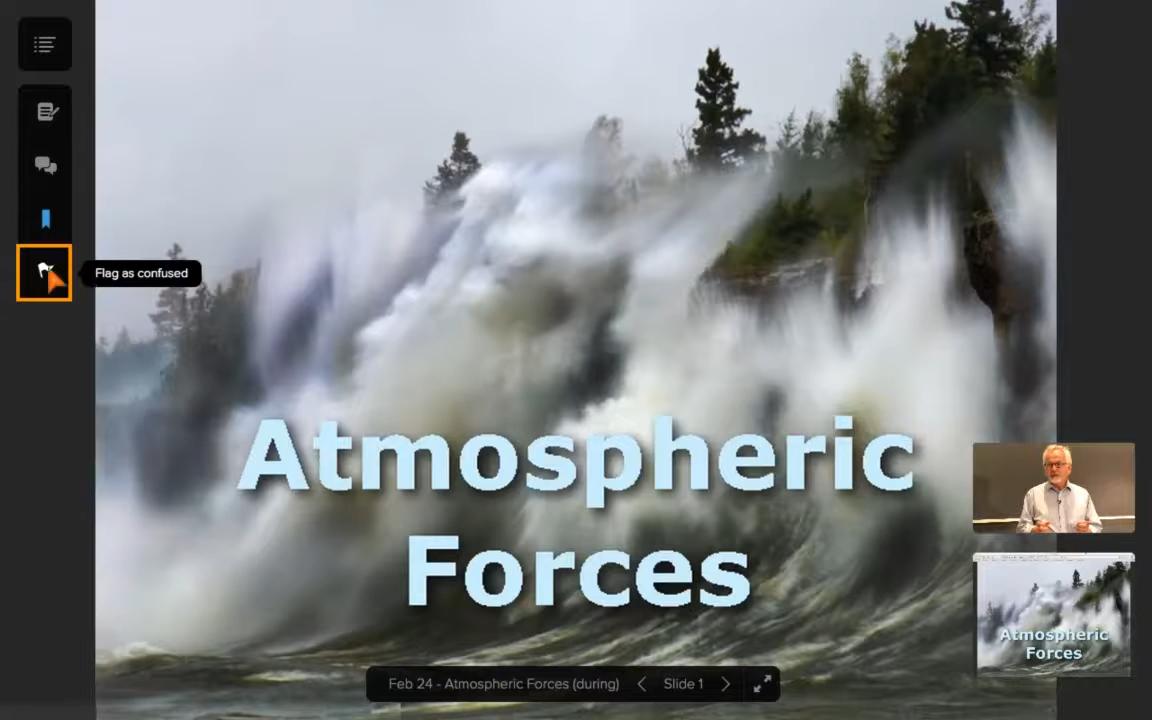 Flag as confused
Atmospheric
Forces
Atmospheric
Forces
Feb 24 - Atmospheric Forces (during)
Slide 1